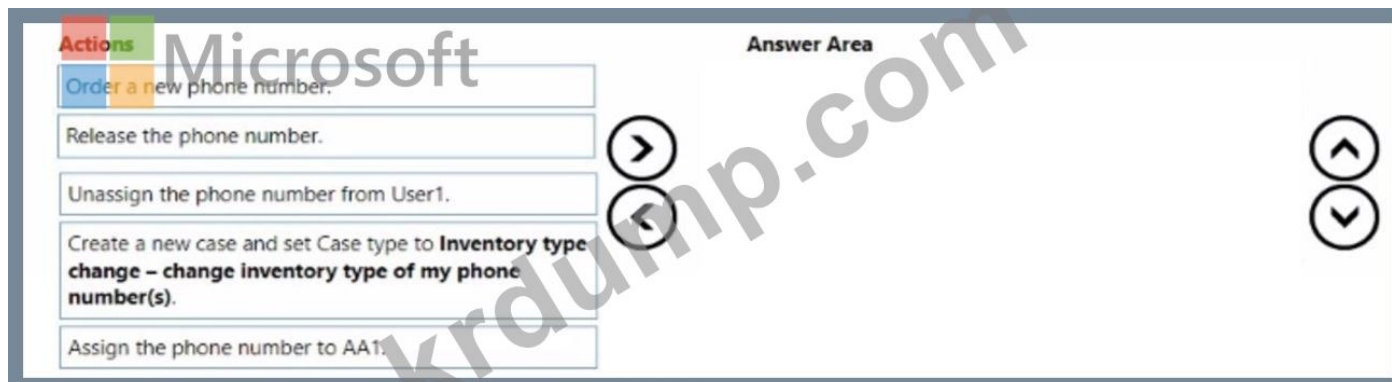 Microsoft
Actions
Answer Area
Order a new phone number.
Release the phone number.
Unassign the phone number from User1.
Create a new case and set Case type to Inventory type
change – change inventory type of my phone
number(s).
Assign the phone number to AA1.
krdump.com